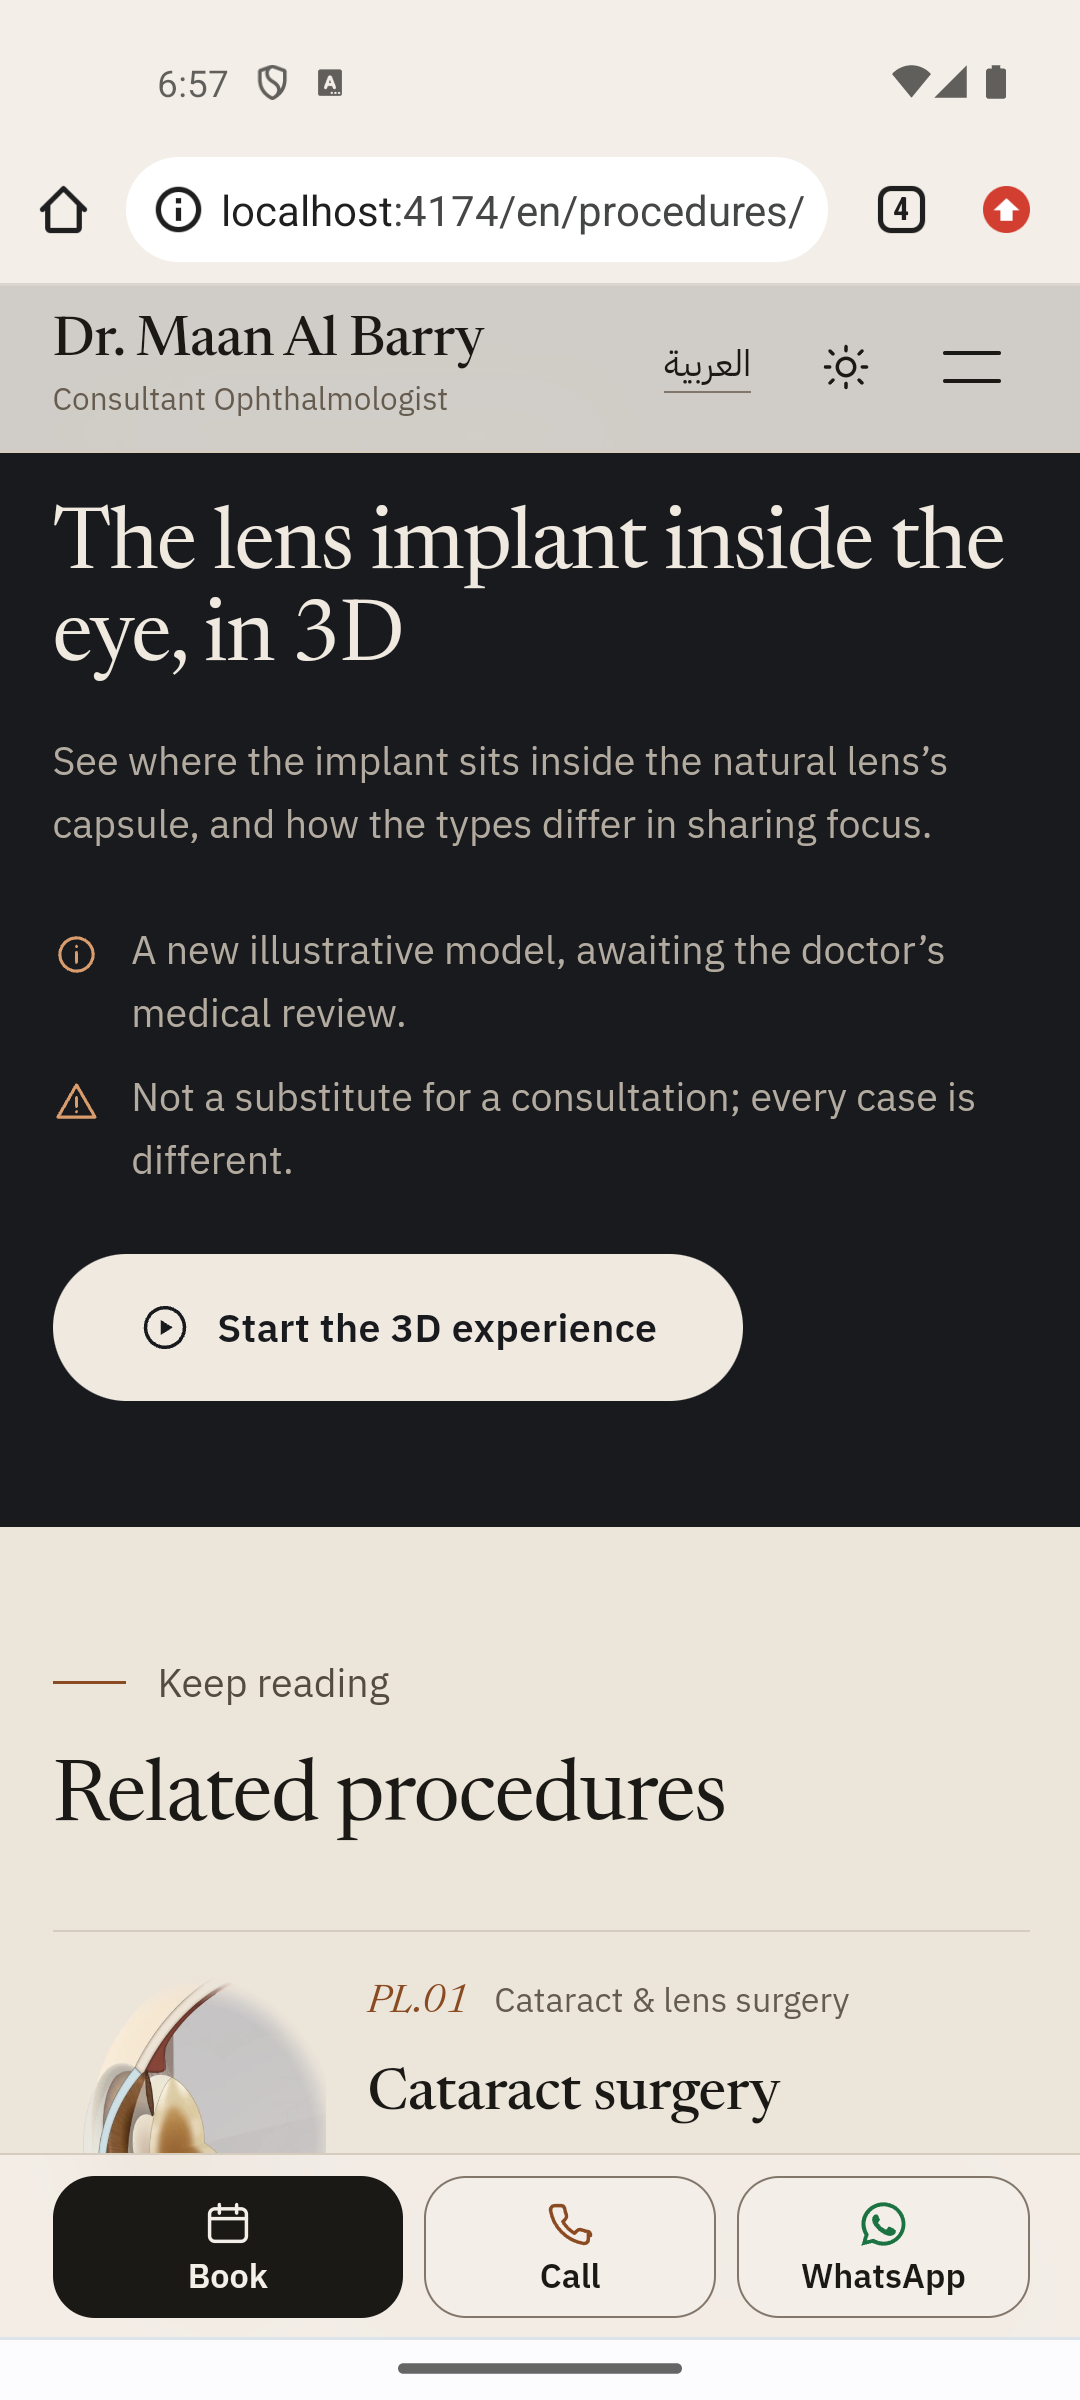 6:57
A
localhost:4174/en/procedures/
4
Dr. Maan Al Barry
Consultant Ophthalmologist
العربية
The lens implant inside the
eye, in 3D
See where the implant sits inside the natural lens’s
capsule, and how the types differ in sharing focus.
A new illustrative model, awaiting the doctor’s
medical review.
Not a substitute for a consultation; every case is
different.
Start the 3D experience
Keep reading
Related procedures
PL.01 Cataract & lens surgery
Cataract surgery
Book
Call
WhatsApp